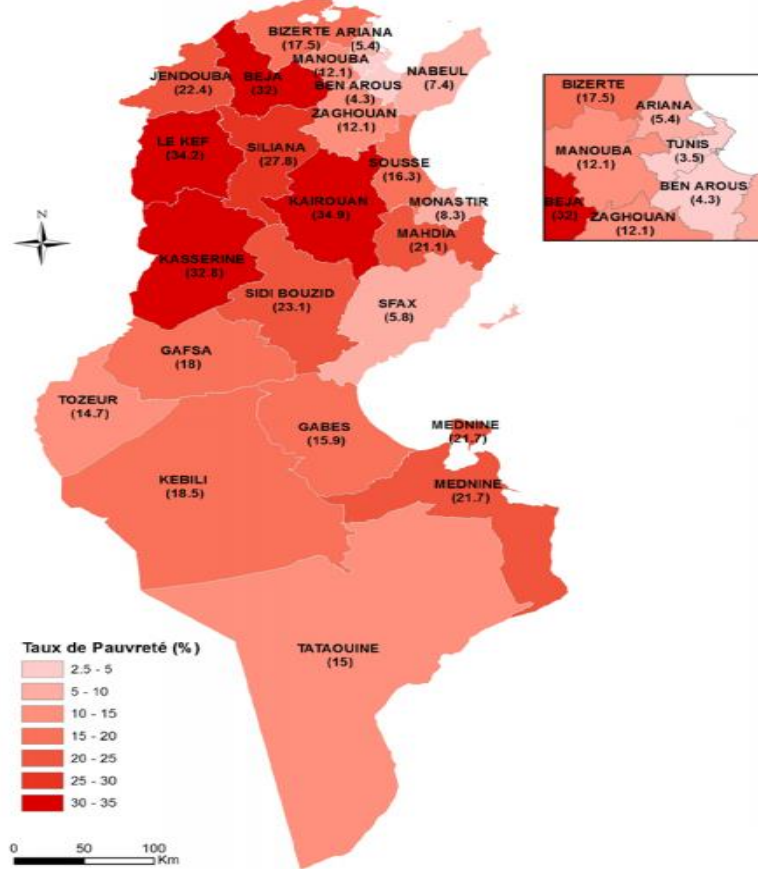 BIZERTE
(17.5)
ARIANA
(5.4)
MANOUBA
(12.1)
JENDOUBA
(22.4)
BEJA
(32)
BEN AROUS
(4.3)
NABEUL
(7.4)
ZAGHOUAN
(12.1)
LE KEF
(34.2)
SILIANA
(27.8)
SOUSSE
(16.3)
KAIROUAN
(34.9)
MONASTIR
(8.3)
MAHDIA
(21.1)
KASSERINE
(32.8)
SIDI BOUZID
(23.1)
SFAX
(5.8)
GAFSA
(18)
TOZEUR
(14.7)
GABES
(15.9)
MEDNINE
(21.7)
KEBILI
(18.5)
MEDNINE
(21.7)
TATAOUINE
(15)
N
BIZERTE
(17.5)
ARIANA
(5.4)
TUNIS
(3.5)
MANOUBA
(12.1)
BEN AROUS
(4.3)
BEJA
(32)
ZAGHOUAN
(12.1)
Taux de Pauvreté (%)
2.5 - 5
5 - 10
10 - 15
15 - 20
20 - 25
25 - 30
30 - 35
0 50 100
Km